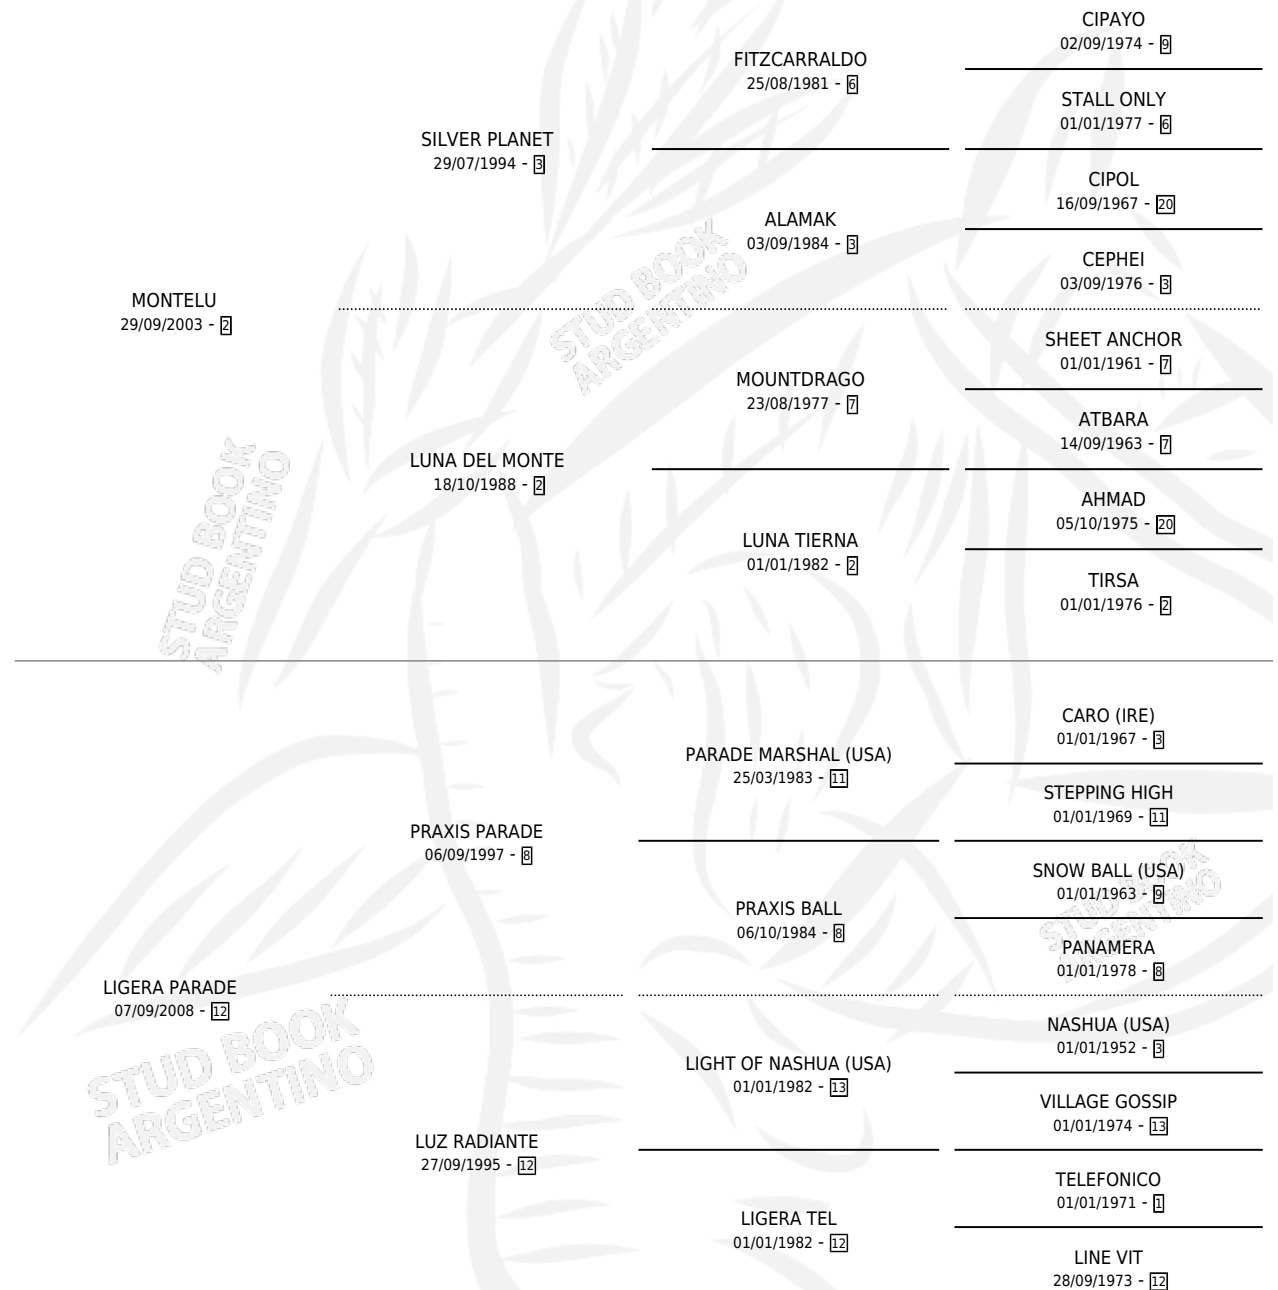 CIPAYO
02/09/1974 - 9
FITZCARRALDO
25/08/1981 - 6
STALL ONLY
01/01/1977 - 6
SILVER PLANET
29/07/1994 - 3
CIPOL
16/09/1967 - 20
ALAMAK
03/09/1984 - 3
CEPHEI
03/09/1976 - 3
STUD BOOK
ARGENTINO
MONTELU
29/09/2003 - 2
SHEET ANCHOR
01/01/1961 - 7
MOUNTDRAGO
23/08/1977 - 7
ATBARA
14/09/1963 - 7
LUNA DEL MONTE
18/10/1988 - 2
AHMAD
05/10/1975 - 20
LUNA TIERNA
01/01/1982 - 2
TIRSA
01/01/1976 - 2
STUD BOOK
ARGENTINO
CARO (IRE)
01/01/1967 - 3
PARADE MARSHAL (USA)
25/03/1983 - 11
STEPPING HIGH
01/01/1969 - 11
PRAXIS PARADE
06/09/1997 - 8
SNOW BALL (USA)
01/01/1963 - 9
PRAXIS BALL
06/10/1984 - 8
PANAMERA
01/01/1978 - 8
STUD BOOK
ARGENTINO
LIGERA PARADE
07/09/2008 - 12
NASHUA (USA)
01/01/1952 - 3
LIGHT OF NASHUA (USA)
01/01/1982 - 13
VILLAGE GOSSIP
01/01/1974 - 13
STUD BOOK
ARGENTINO
LUZ RADIANTE
27/09/1995 - 12
TELEFONICO
01/01/1971 - 1
LIGERA TEL
01/01/1982 - 12
LINE VIT
28/09/1973 - 12